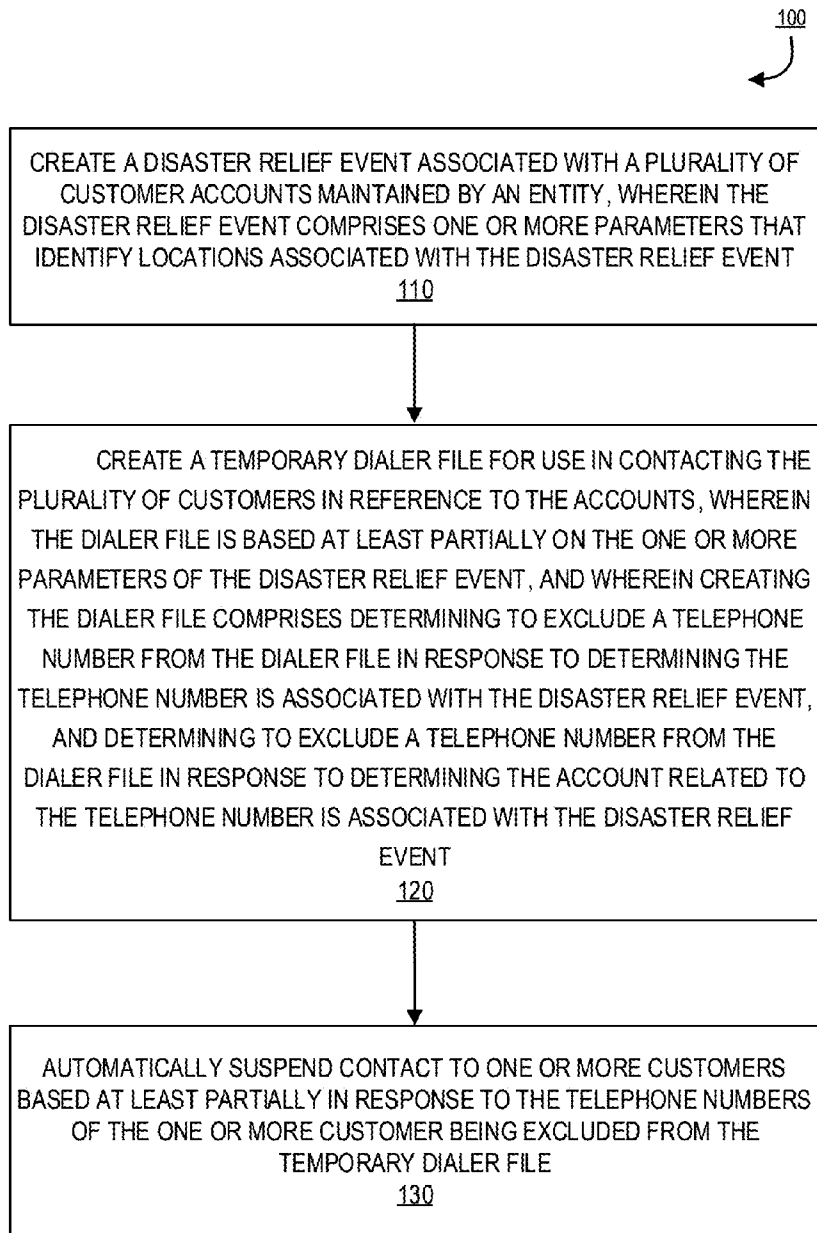 100
CREATE A DISASTER RELIEF EVENT ASSOCIATED WITH A PLURALITY OF
CUSTOMER ACCOUNTS MAINTAINED BY AN ENTITY, WHEREIN THE
DISASTER RELIEF EVENT COMPRISES ONE OR MORE PARAMETERS THAT
IDENTIFY LOCATIONS ASSOCIATED WITH THE DISASTER RELIEF EVENT
110
CREATE A TEMPORARY DIALER FILE FOR USE IN CONTACTING THE
PLURALITY OF CUSTOMERS IN REFERENCE TO THE ACCOUNTS, WHEREIN
THE DIALER FILE IS BASED AT LEAST PARTIALLY ON THE ONE OR MORE
PARAMETERS OF THE DISASTER RELIEF EVENT, AND WHEREIN CREATING
THE DIALER FILE COMPRISES DETERMINING TO EXCLUDE A TELEPHONE
NUMBER FROM THE DIALER FILE IN RESPONSE TO DETERMINING THE
TELEPHONE NUMBER IS ASSOCIATED WITH THE DISASTER RELIEF EVENT,
AND DETERMINING TO EXCLUDE A TELEPHONE NUMBER FROM THE
DIALER FILE IN RESPONSE TO DETERMINING THE ACCOUNT RELATED TO
THE TELEPHONE NUMBER IS ASSOCIATED WITH THE DISASTER RELIEF
EVENT
120
AUTOMATICALLY SUSPEND CONTACT TO ONE OR MORE CUSTOMERS
BASED AT LEAST PARTIALLY IN RESPONSE TO THE TELEPHONE NUMBERS
OF THE ONE OR MORE CUSTOMER BEING EXCLUDED FROM THE
TEMPORARY DIALER FILE
130